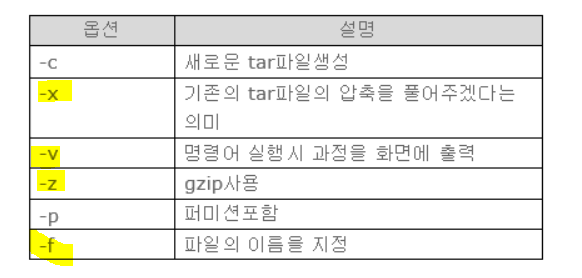 옵션 설명
-c 새로운 tar파일생성
-x 기존의 tar파일의 압축을 풀어주겠다는
의미
-v 명령어 실행시 과정을 화면에 출력
-z gzip사용
-p 퍼미션포함
-f 파일의 이름을 지정